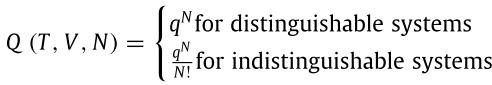 Q (T, V, N) = { q^N for distinguishable systems
q^N/N! for indistinguishable systems